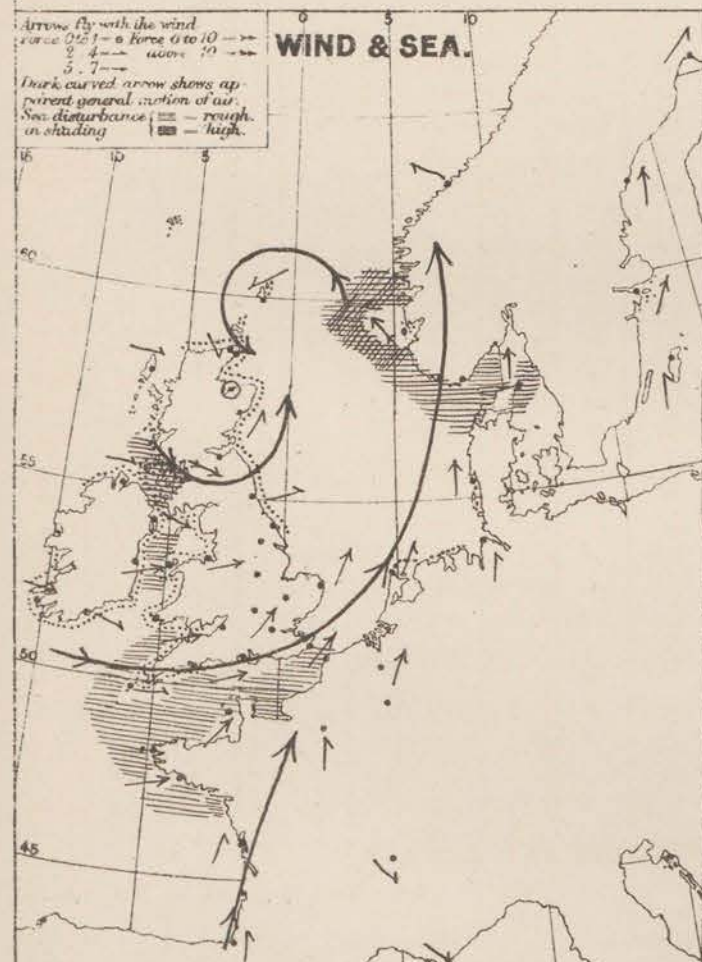 Arrows fly with the wind
Force 0 to 1 Force 8 to 10
2 . 4 above 10
5 . 7
Dark curved arrow shows ap-
parent general motion of air.
Sea disturbance = rough.
in shading = high.
WIND & SEA.
15 10 5 0 5 10
60
55
50
45